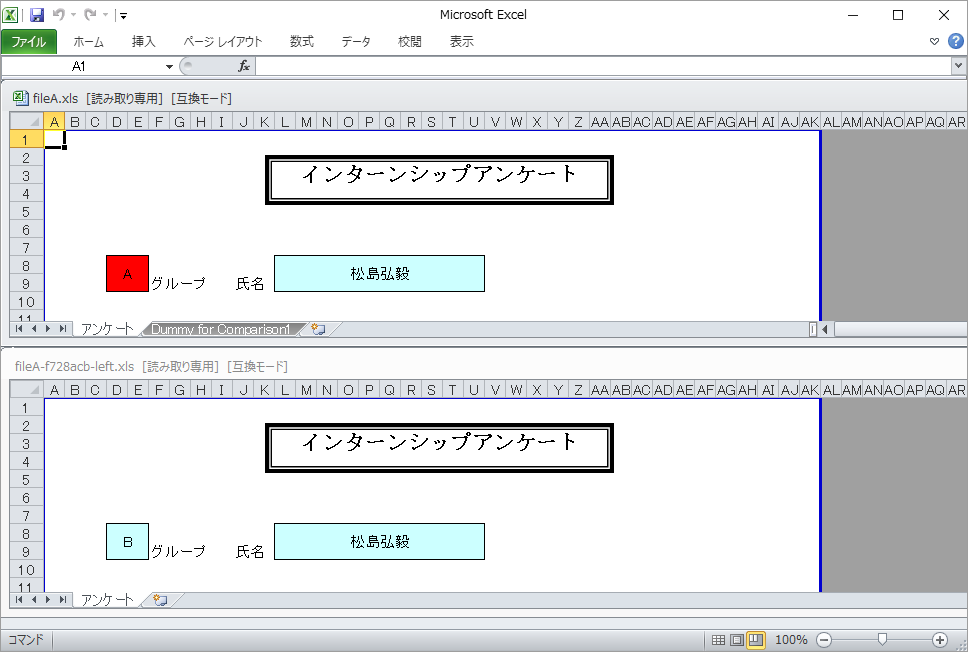 Microsoft Excel
ファイル ホーム 挿入 ページ レイアウト 数式 データ 校閲 表示
A1 fx
fileA.xls [読み取り専用] [互換モード]
A B C D E F G H I J K L M N O P Q R S T U V W X Y Z AA AB AC AD AE AF AG AH AI AJ AK AL AM AN AO AP AQ AR
1
2
3 インターンシップアンケート
4
5
6
7
8
A グループ 氏名 松島弘毅
9
10
11
アンケート Dummy for Comparison1
fileA-f728acb-left.xls [読み取り専用] [互換モード]
A B C D E F G H I J K L M N O P Q R S T U V W X Y Z AA AB AC AD AE AF AG AH AI AJ AK AL AM AN AO AP AQ AR
1
2
3 インターンシップアンケート
4
5
6
7
8
B グループ 氏名 松島弘毅
9
10
11
アンケート
コマンド 100%